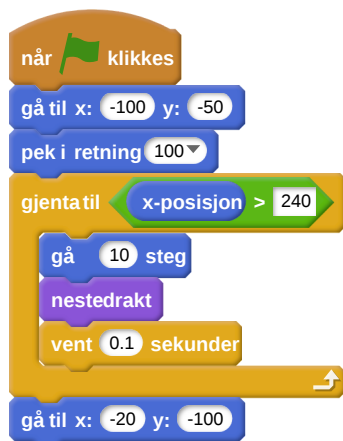 når klikkes
gå til x: -100 y: -50
pek i retning 100
gjenta til x-posisjon > 240
gå 10 steg
nestedrakt
vent 0.1 sekunder
gå til x: -20 y: -100